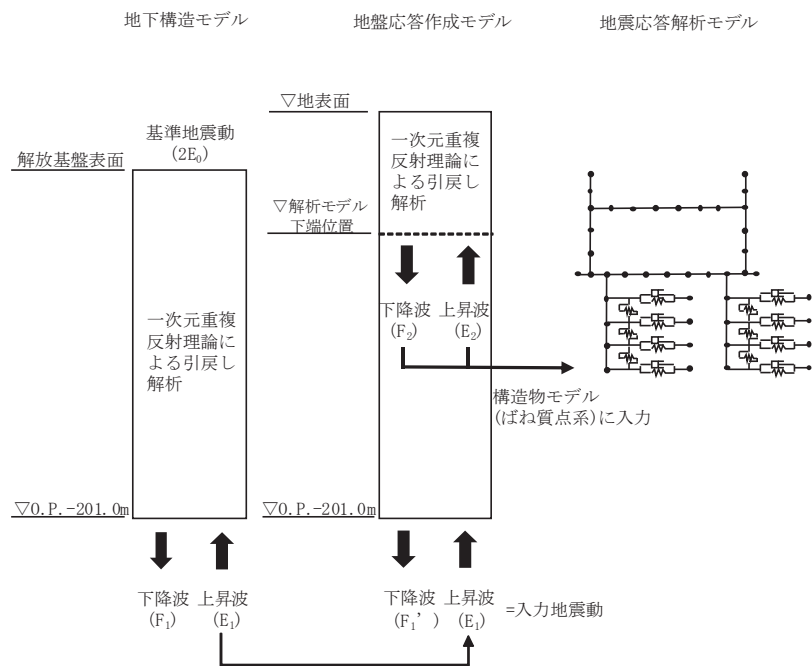 地下構造モデル
地盤応答作成モデル
地震応答解析モデル
基準地震動
(2E₀)
解放基盤表面
一次元重複
反射理論に
よる引戻し
解析
▽O.P.-201.0m
下降波
(F₁)
上昇波
(E₁)
▽地表面
一次元重複
反射理論に
よる引戻し
解析
▽解析モデル
下端位置
下降波
(F₂)
上昇波
(E₂)
構造物モデル
(ばね質点系)に入力
▽O.P.-201.0m
下降波
(F₁’ )
上昇波
(E₁)
=入力地震動